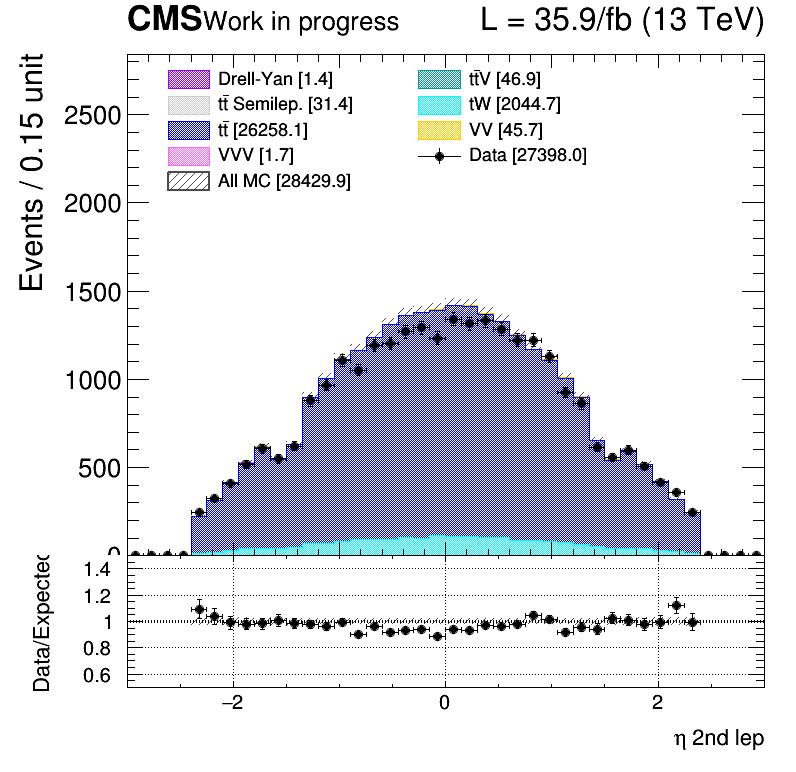 CMS Work in progress L = 35.9/fb (13 TeV)
Events / 0.15 unit
Drell-Yan [1.4]
tt̄ Semilep. [31.4]
tt̄ [26258.1]
VVV [1.7]
All MC [28429.9]
tt̄V [46.9]
tW [2044.7]
VV [45.7]
Data [27398.0]
2500
2000
1500
1000
500
0
Data/Expected
1.4
1.2
1
0.8
0.6
−2 0 2
η 2nd lep